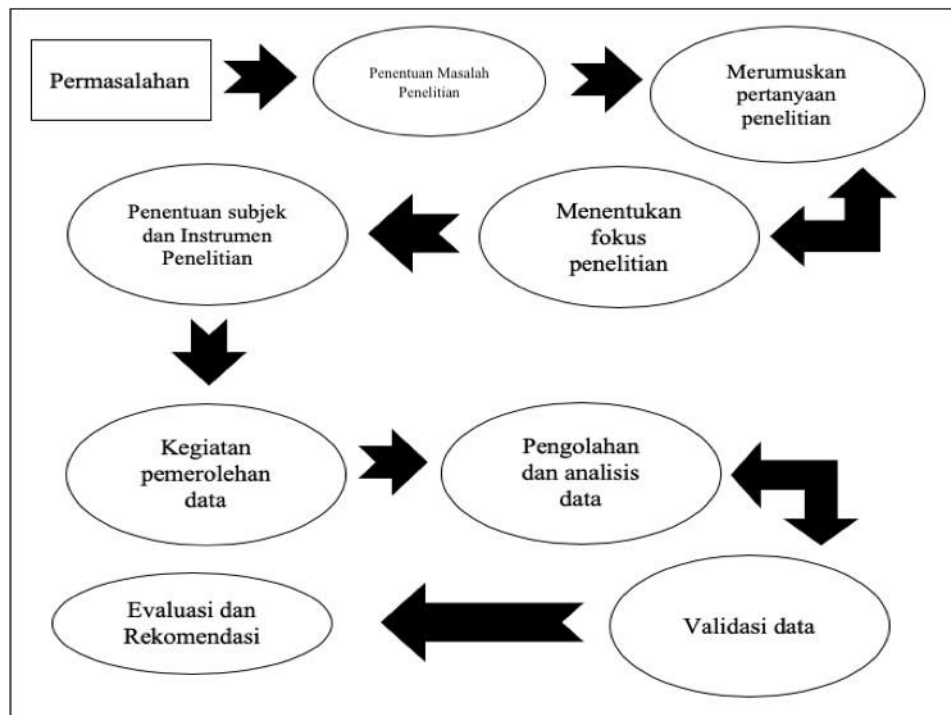 Permasalahan
Penentuan Masalah
Penelitian
Merumuskan
pertanyaan
penelitian
Menentukan
fokus
penelitian
Penentuan subjek
dan Instrumen
Penelitian
Kegiatan
pemerolehan
data
Pengolahan
dan analisis
data
Validasi data
Evaluasi dan
Rekomendasi